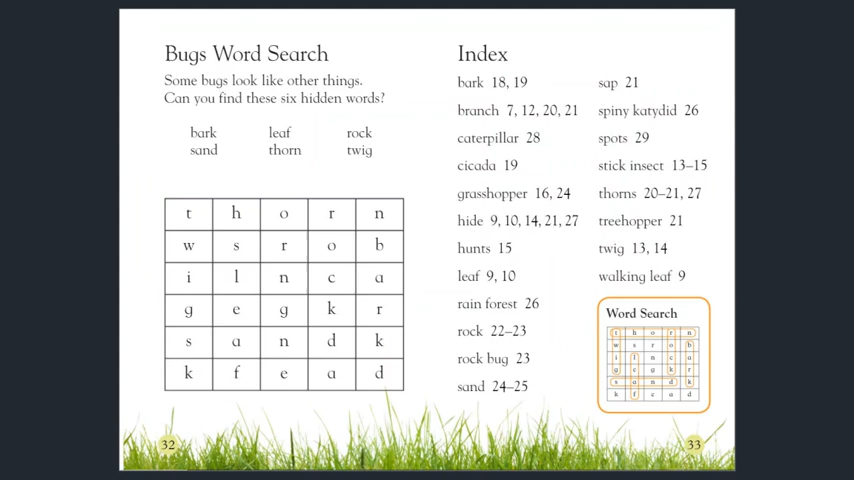 Bugs Word Search
Some bugs look like other things.
Can you find these six hidden words?
bark leaf rock
sand thorn twig
t h o r n
w s r o b
i l n c a
g e g k r
s a n d k
k f e a d
32
Index
bark 18, 19
branch 7, 12, 20, 21
caterpillar 28
cicada 19
grasshopper 16, 24
hide 9, 10, 14, 21, 27
hunts 15
leaf 9, 10
rain forest 26
rock 22–23
rock bug 23
sand 24–25
sap 21
spiny katydid 26
spots 29
stick insect 13–15
thorns 20–21, 27
treehopper 21
twig 13, 14
walking leaf 9
Word Search
t h o r n
w s r o b
i l n c a
g e g k r
s a n d k
k f e a d
33